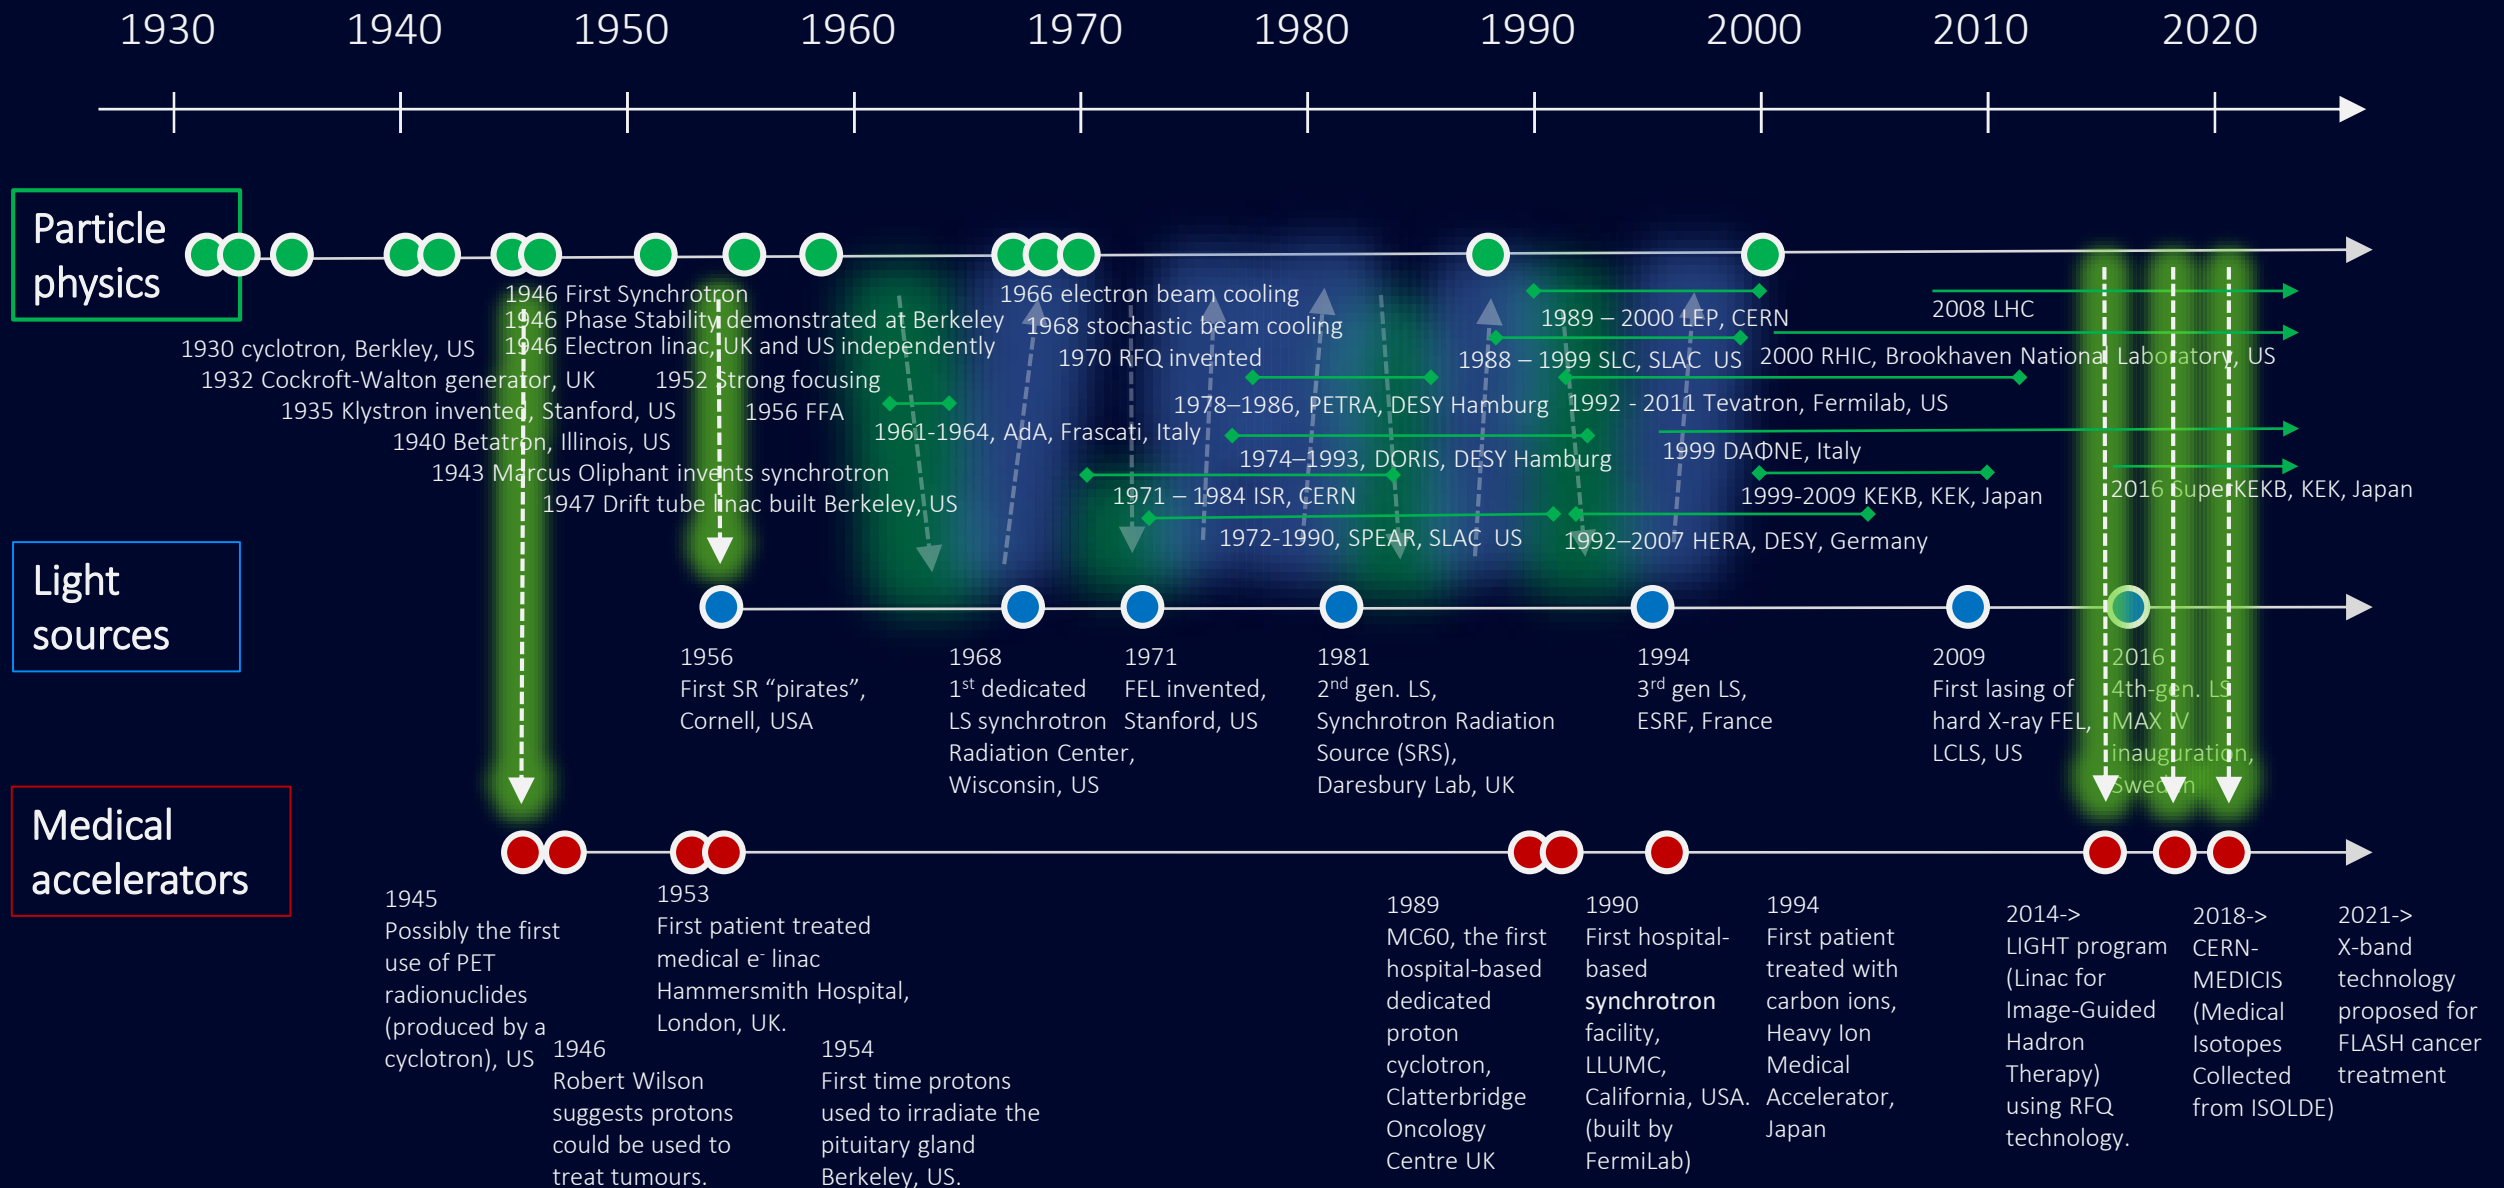 1930 1940 1950 1960 1970 1980 1990 2000 2010 2020
Particle
physics
1946 First Synchrotron
1946 Phase Stability demonstrated at Berkeley
1946 Electron linac, UK and US independently
1930 cyclotron, Berkley, US
1932 Cockroft-Walton generator, UK
1935 Klystron invented, Stanford, US
1940 Betatron, Illinois, US
1943 Marcus Oliphant invents synchrotron
1947 Drift tube linac built Berkeley, US
1952 Strong focusing
1956 FFA
1966 electron beam cooling
1968 stochastic beam cooling
1970 RFQ invented
1961-1964, AdA, Frascati, Italy
1978–1986, PETRA, DESY Hamburg
1974–1993, DORIS, DESY Hamburg
1971 – 1984 ISR, CERN
1972-1990, SPEAR, SLAC US
1989 – 2000 LEP, CERN
1988 – 1999 SLC, SLAC US
1992 - 2011 Tevatron, Fermilab, US
1999 DAΦNE, Italy
1999-2009 KEKB, KEK, Japan
1992–2007 HERA, DESY, Germany
2008 LHC
2000 RHIC, Brookhaven National Laboratory, US
2016 SuperKEKB, KEK, Japan
Light
sources
1956
First SR “pirates”,
Cornell, USA
1968
1st dedicated
LS synchrotron
Radiation Center,
Wisconsin, US
1971
FEL invented,
Stanford, US
1981
2nd gen. LS,
Synchrotron Radiation
Source (SRS),
Daresbury Lab, UK
1994
3rd gen LS,
ESRF, France
2009
First lasing of
hard X-ray FEL,
LCLS, US
2016
4th-gen. LS
MAX IV
inauguration,
Sweden
Medical
accelerators
1945
Possibly the first
use of PET
radionuclides
(produced by a
cyclotron), US
1946
Robert Wilson
suggests protons
could be used to
treat tumours.
1953
First patient treated
medical e- linac
Hammersmith Hospital,
London, UK.
1954
First time protons
used to irradiate the
pituitary gland
Berkeley, US.
1989
MC60, the first
hospital-based
dedicated
proton
cyclotron,
Clatterbridge
Oncology
Centre UK
1990
First hospital-
based
synchrotron
facility,
LLUMC,
California, USA.
(built by
FermiLab)
1994
First patient
treated with
carbon ions,
Heavy Ion
Medical
Accelerator,
Japan
2014->
LIGHT program
(Linac for
Image-Guided
Hadron
Therapy)
using RFQ
technology.
2018->
CERN-
MEDICIS
(Medical
Isotopes
Collected
from ISOLDE)
2021->
X-band
technology
proposed for
FLASH cancer
treatment